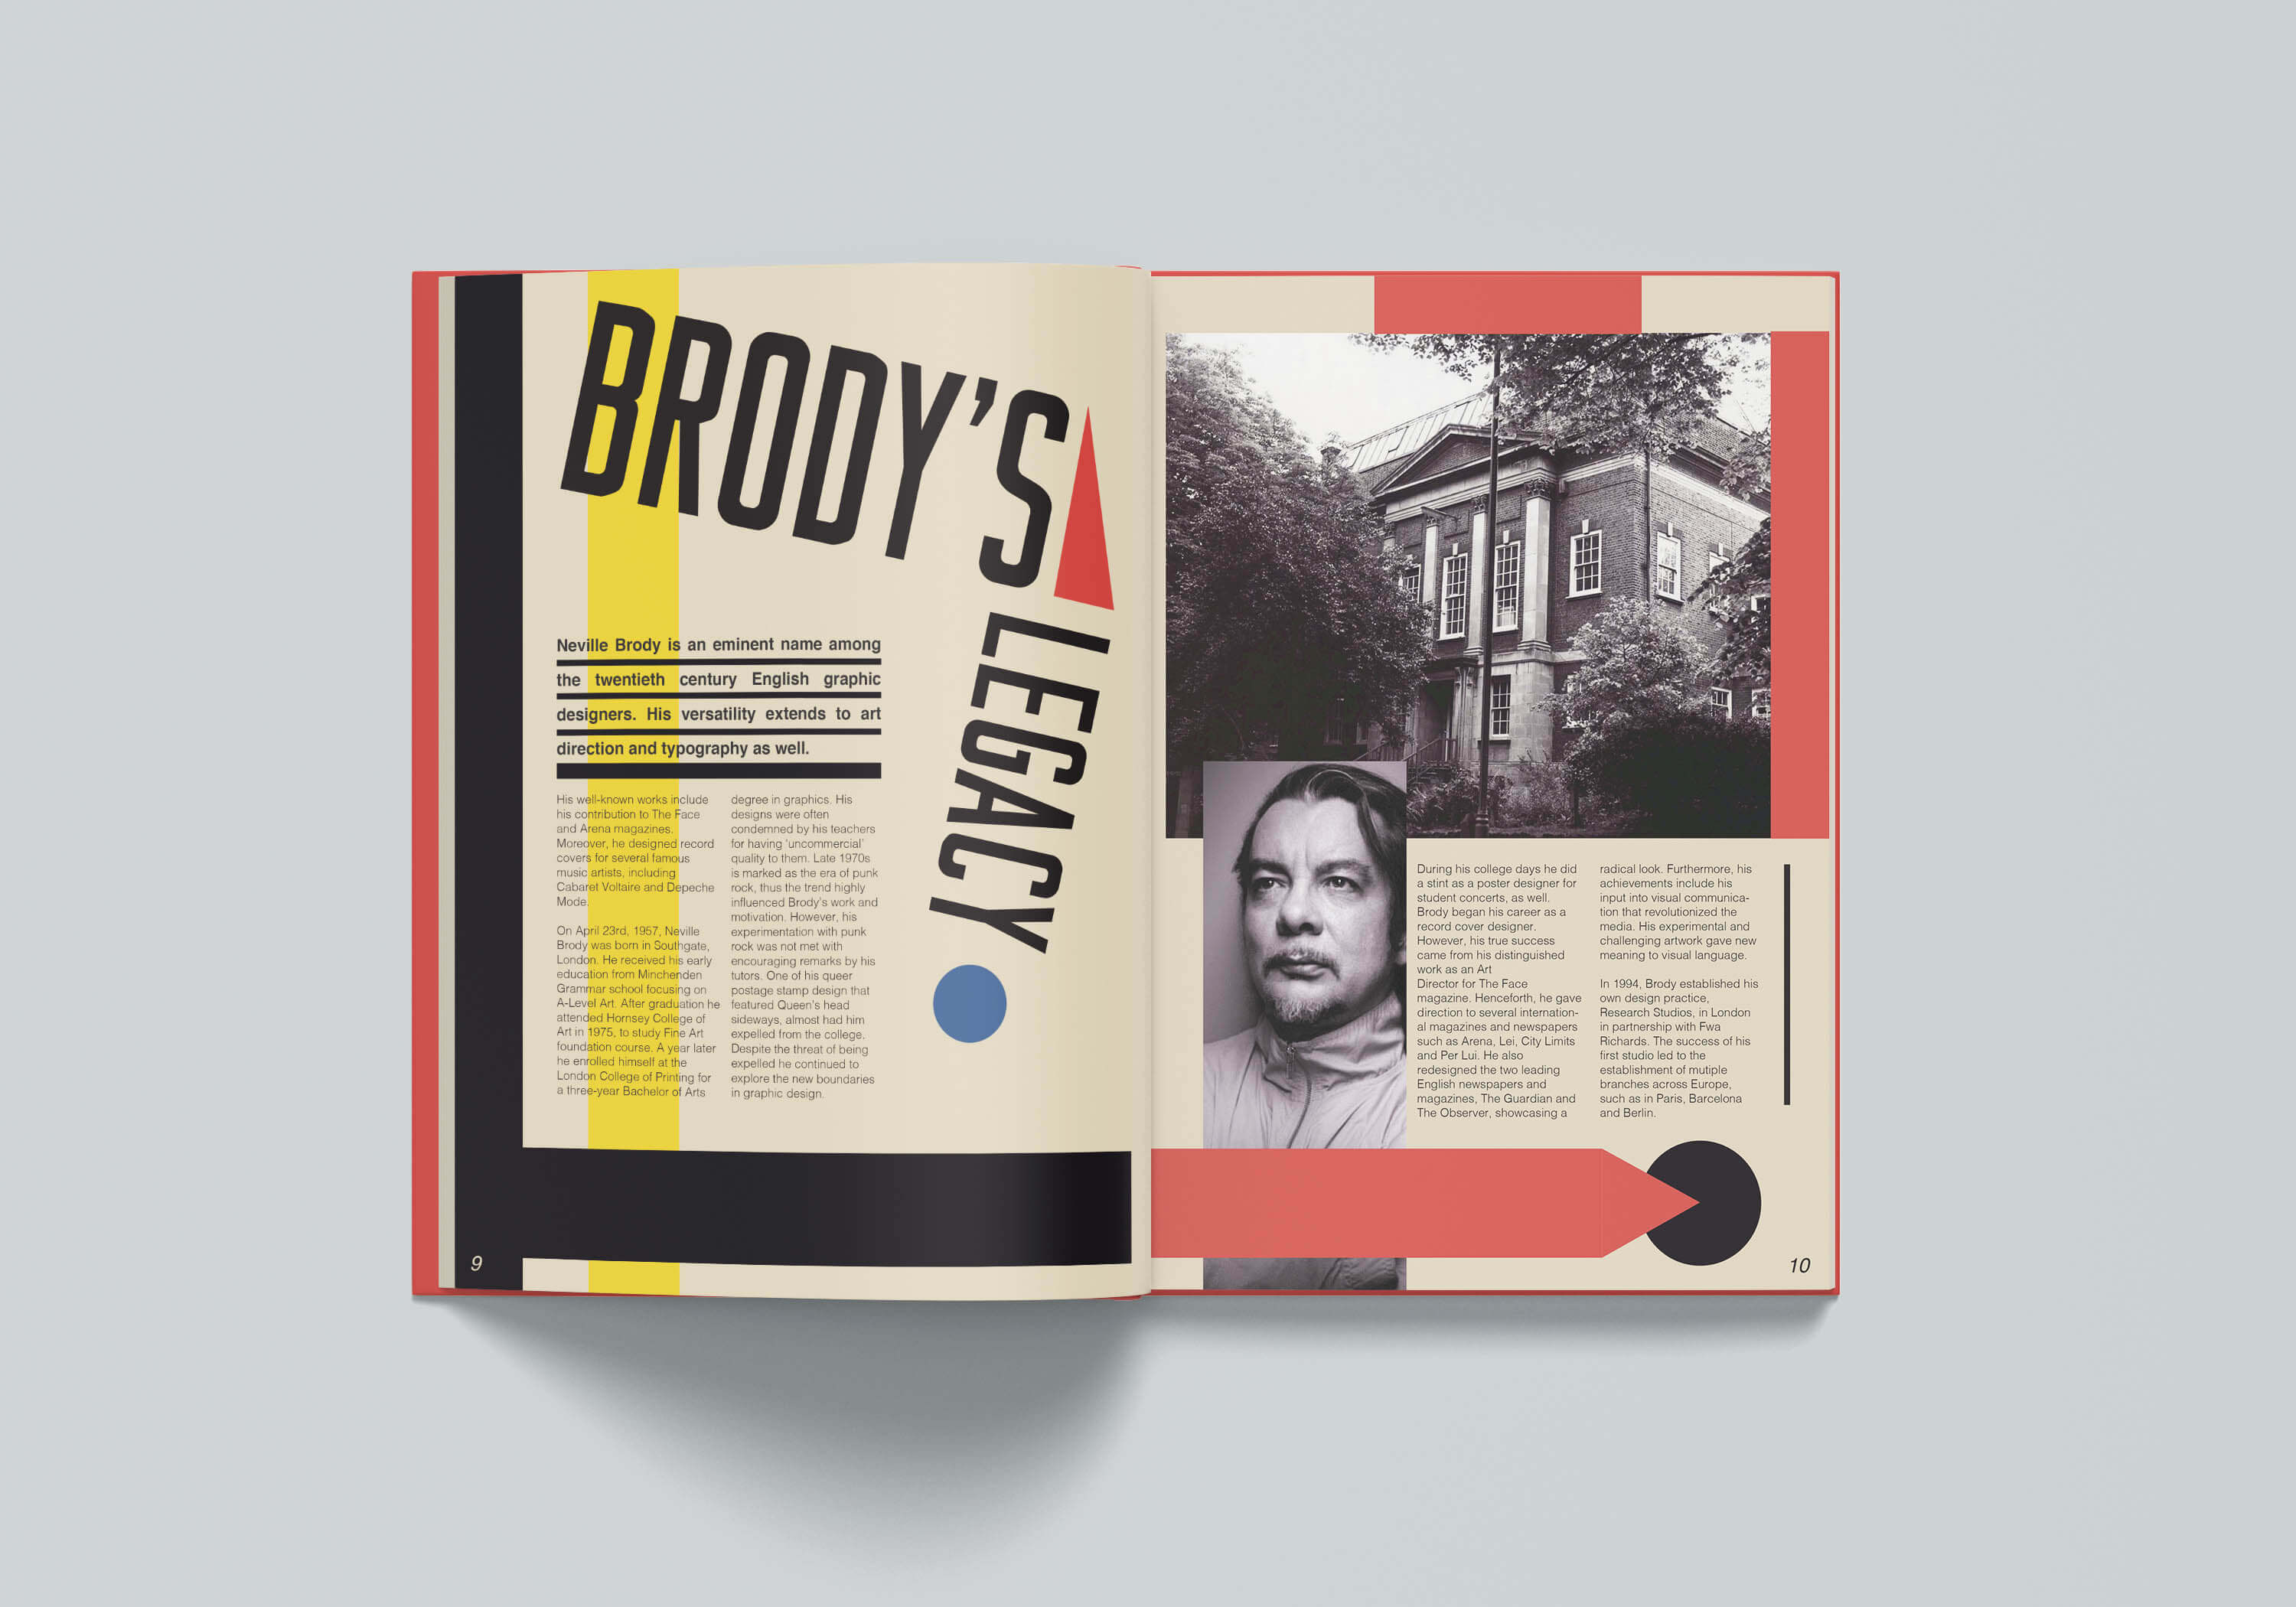 BRODY'S
LEGACY
Neville Brody is an eminent name among
the twentieth century English graphic
designers. His versatility extends to art
direction and typography as well.
His well-known works include
his contribution to The Face
and Arena magazines.
Moreover, he designed record
covers for several famous
music artists, including
Cabaret Voltaire and Depeche
Mode.
On April 23rd, 1957, Neville
Brody was born in Southgate,
London. He received his early
education from Minchenden
Grammar school focusing on
A-Level Art. After graduation he
attended Hornsey College of
Art in 1975, to study Fine Art
foundation course. A year later
he enrolled himself at the
London College of Printing for
a three-year Bachelor of Arts
degree in graphics. His
designs were often
condemned by his teachers
for having 'uncommercial'
quality to them. Late 1970s
is marked as the era of punk
rock, thus the trend highly
influenced Brody's work and
motivation. However, his
experimentation with punk
rock was not met with
encouraging remarks by his
tutors. One of his queer
postage stamp design that
featured Queen's head
sideways, almost had him
expelled from the college.
Despite the threat of being
expelled he continued to
explore the new boundaries
in graphic design.
9
During his college days he did
a stint as a poster designer for
student concerts, as well.
Brody began his career as a
record cover designer.
However, his true success
came from his distinguished
work as an Art
Director for The Face
magazine. Henceforth, he gave
direction to several internation-
al magazines and newspapers
such as Arena, Lei, City Limits
and Per Lui. He also
redesigned the two leading
English newspapers and
magazines, The Guardian and
The Observer, showcasing a
radical look. Furthermore, his
achievements include his
input into visual communica-
tion that revolutionized the
media. His experimental and
challenging artwork gave new
meaning to visual language.
In 1994, Brody established his
own design practice,
Research Studios, in London
in partnership with Fwa
Richards. The success of his
first studio led to the
establishment of mutiple
branches across Europe,
such as in Paris, Barcelona
and Berlin.
10